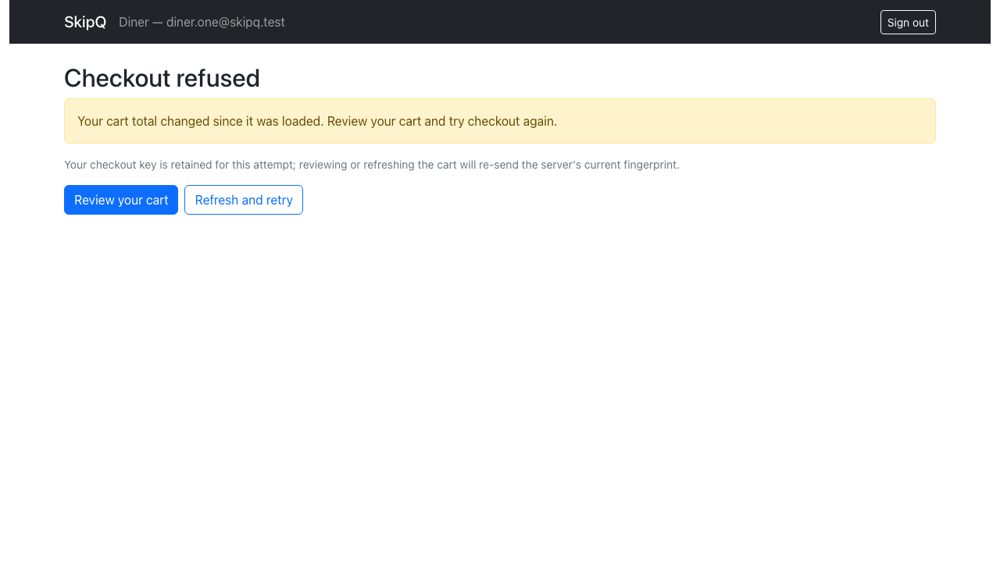 SkipQ Diner — diner.one@skipq.test Sign out
Checkout refused
Your cart total changed since it was loaded. Review your cart and try checkout again.
Your checkout key is retained for this attempt; reviewing or refreshing the cart will re-send the server's current fingerprint.
Review your cart Refresh and retry